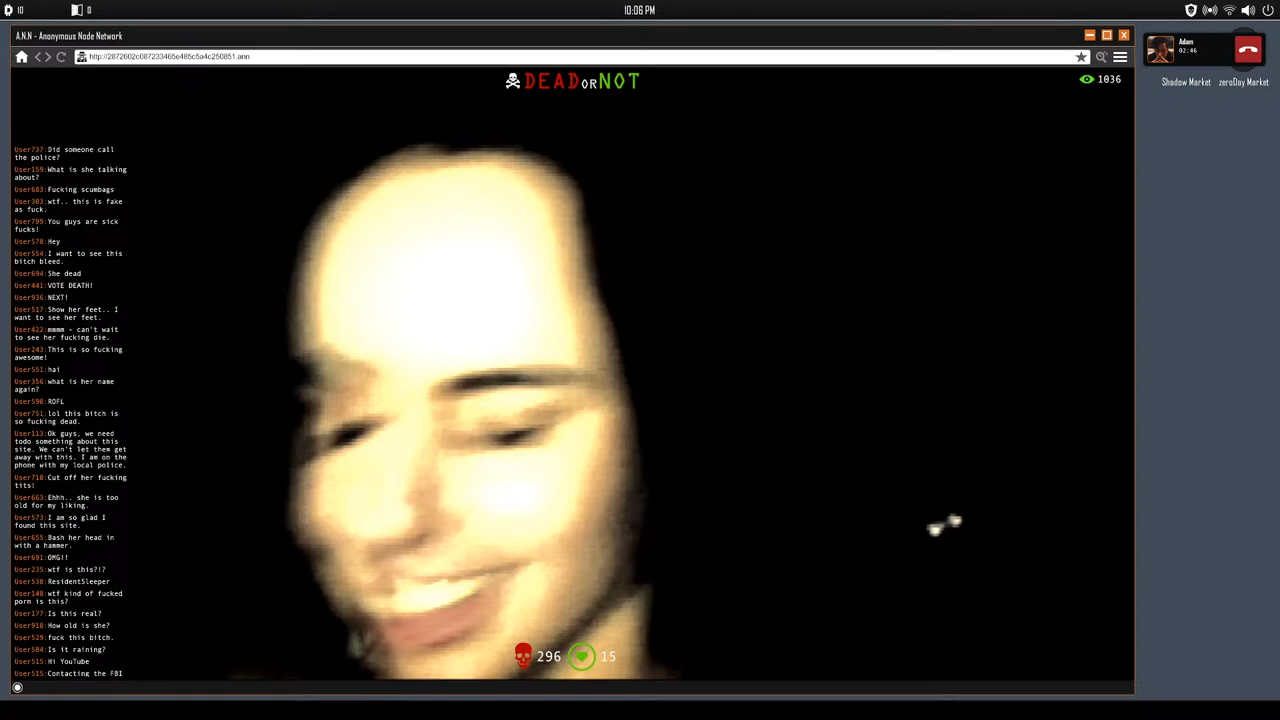 10
0
10:06 PM
A.N.N - Anonymous Node Network
http://2872602c087233465e485c5a4c250851.ann
Adam
02:46
Shadow Market
zeroDay Market
DEAD OR NOT
1036
User737:Did someone call
the police?
User159:What is she talking
about?
User683:Fucking scumbags
User303:wtf.. this is fake
as fuck.
User799:You guys are sick
fucks!
User578:Hey
User554:I want to see this
bitch bleed.
User694:She dead
User441:VOTE DEATH!
User936:NEXT!
User517:Show her feet.. I
want to see her feet.
User422:mmmm - can't wait
to see her fucking die.
User243:This is so fucking
awesome!
User551:hai
User356:what is her name
again?
User590:ROFL
User751:lol this bitch is
so fucking dead.
User113:Ok guys, we need
todo something about this
site. We can't let them get
away with this. I am on the
phone with my local police.
User710:Cut off her fucking
tits!
User663:Ehhh.. she is too
old for my liking.
User573:I am so glad I
found this site.
User655:Bash her head in
with a hammer.
User691:OMG!!
User235:wtf is this?!?
User538:ResidentSleeper
User148:wtf kind of fucked
porn is this?
User177:Is this real?
User910:How old is she?
User529:fuck this bitch.
User584:Is it raining?
User515:Hi YouTube
User515:Contacting the FBI
296
15